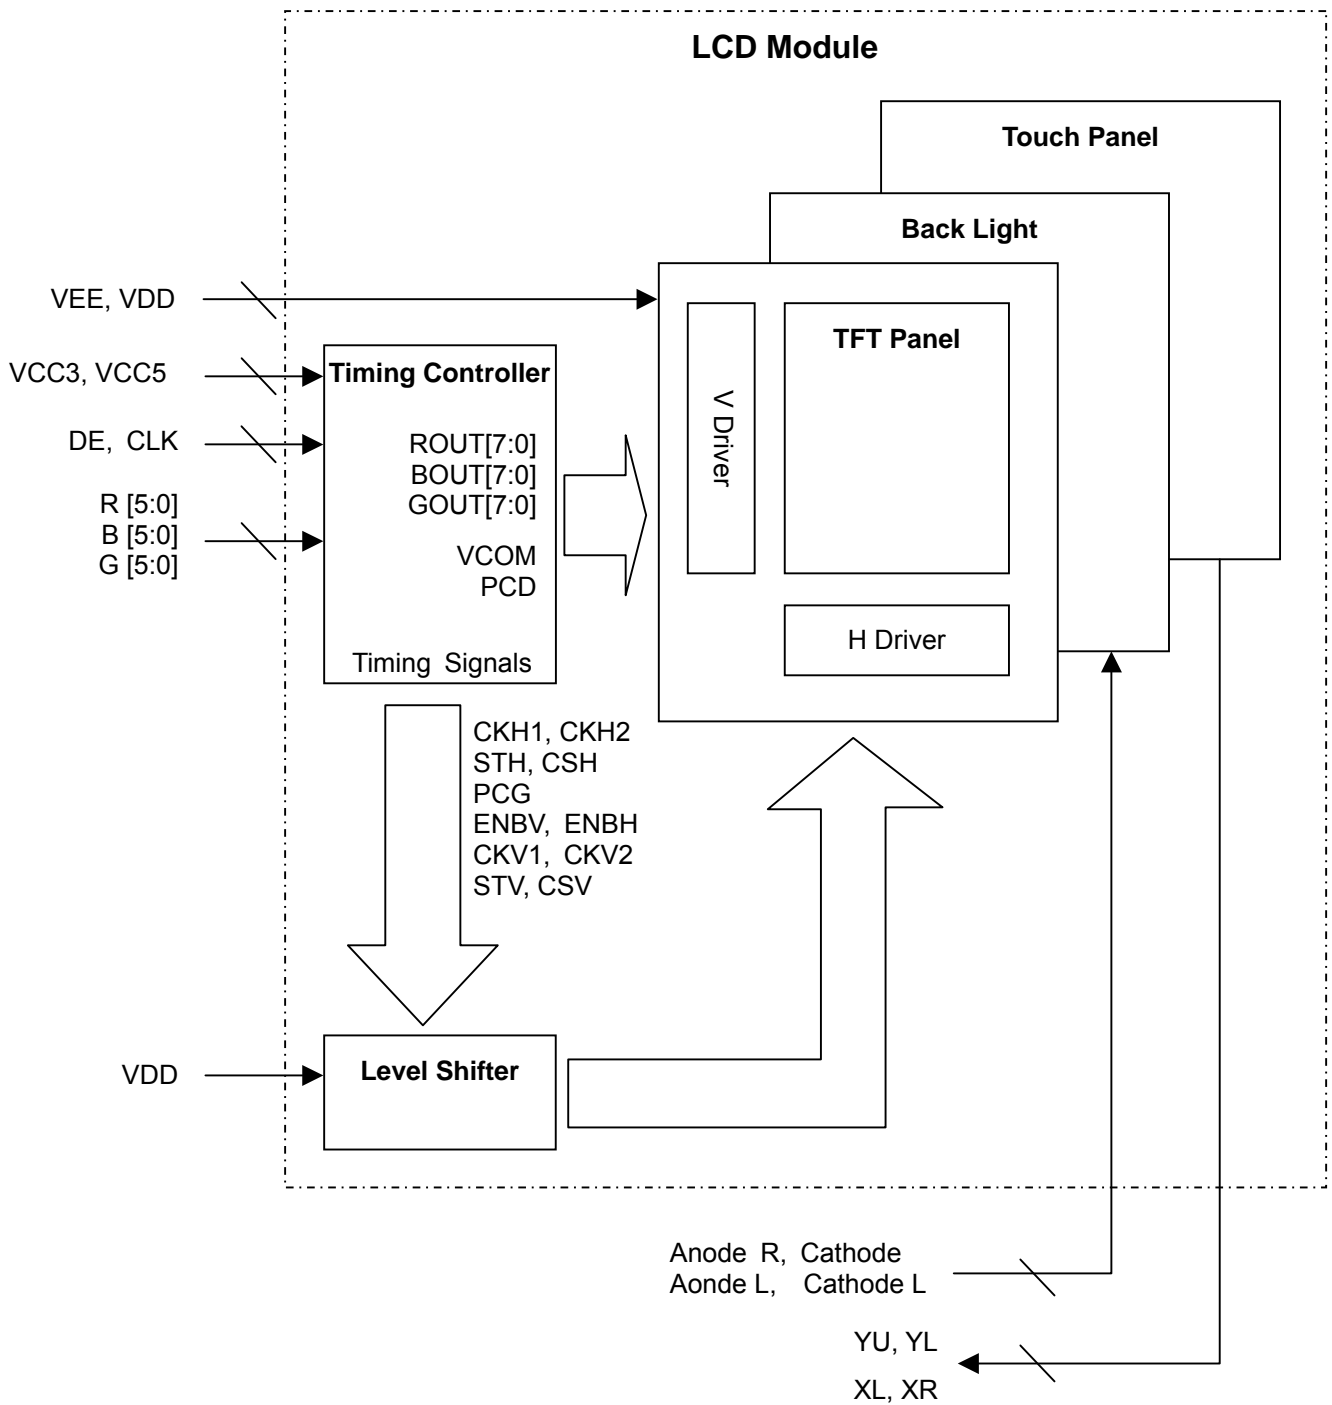 LCD Module
Touch Panel
Back Light
VEE, VDD
TFT Panel
V Driver
H Driver
VCC3, VCC5
DE, CLK
R [5:0]
B [5:0]
G [5:0]
Timing Controller
ROUT[7:0]
BOUT[7:0]
GOUT[7:0]
VCOM
PCD
Timing Signals
CKH1, CKH2
STH, CSH
PCG
ENBV, ENBH
CKV1, CKV2
STV, CSV
VDD
Level Shifter
Anode R, Cathode
Aonde L, Cathode L
YU, YL
XL, XR